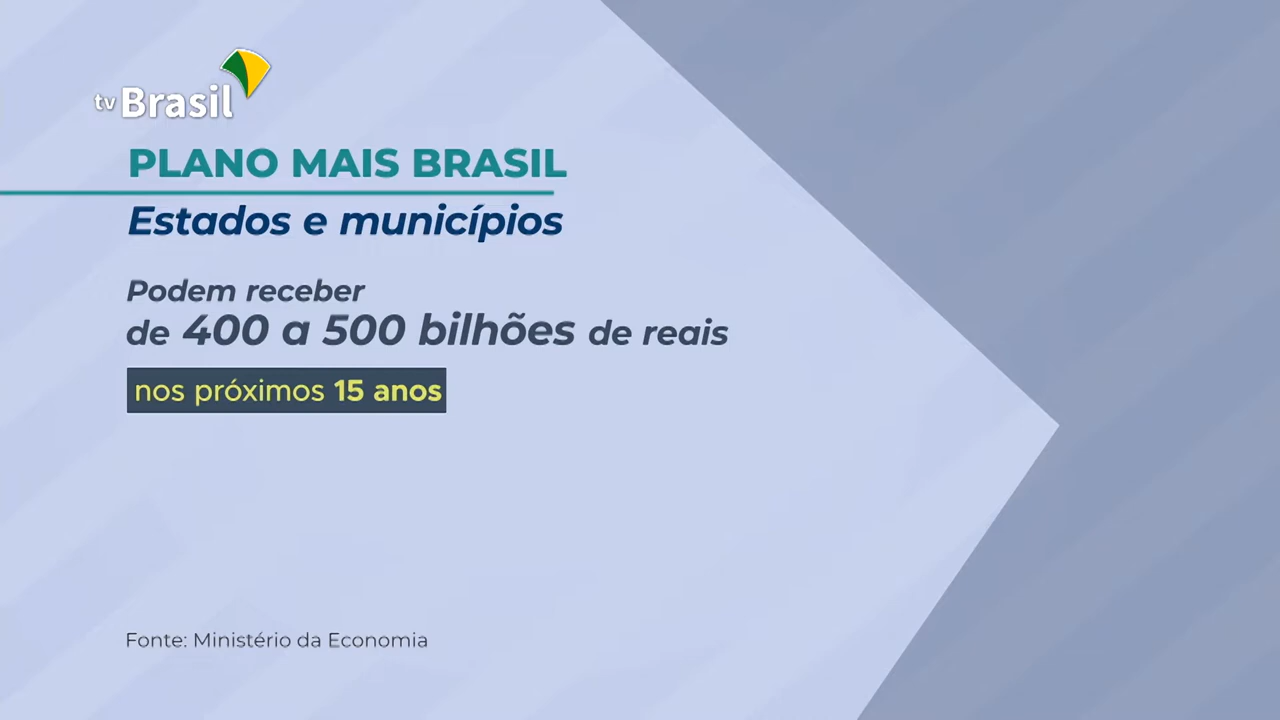 tv Brasil
PLANO MAIS BRASIL
Estados e municípios
Podem receber
de 400 a 500 bilhões de reais
nos próximos 15 anos
Fonte: Ministério da Economia